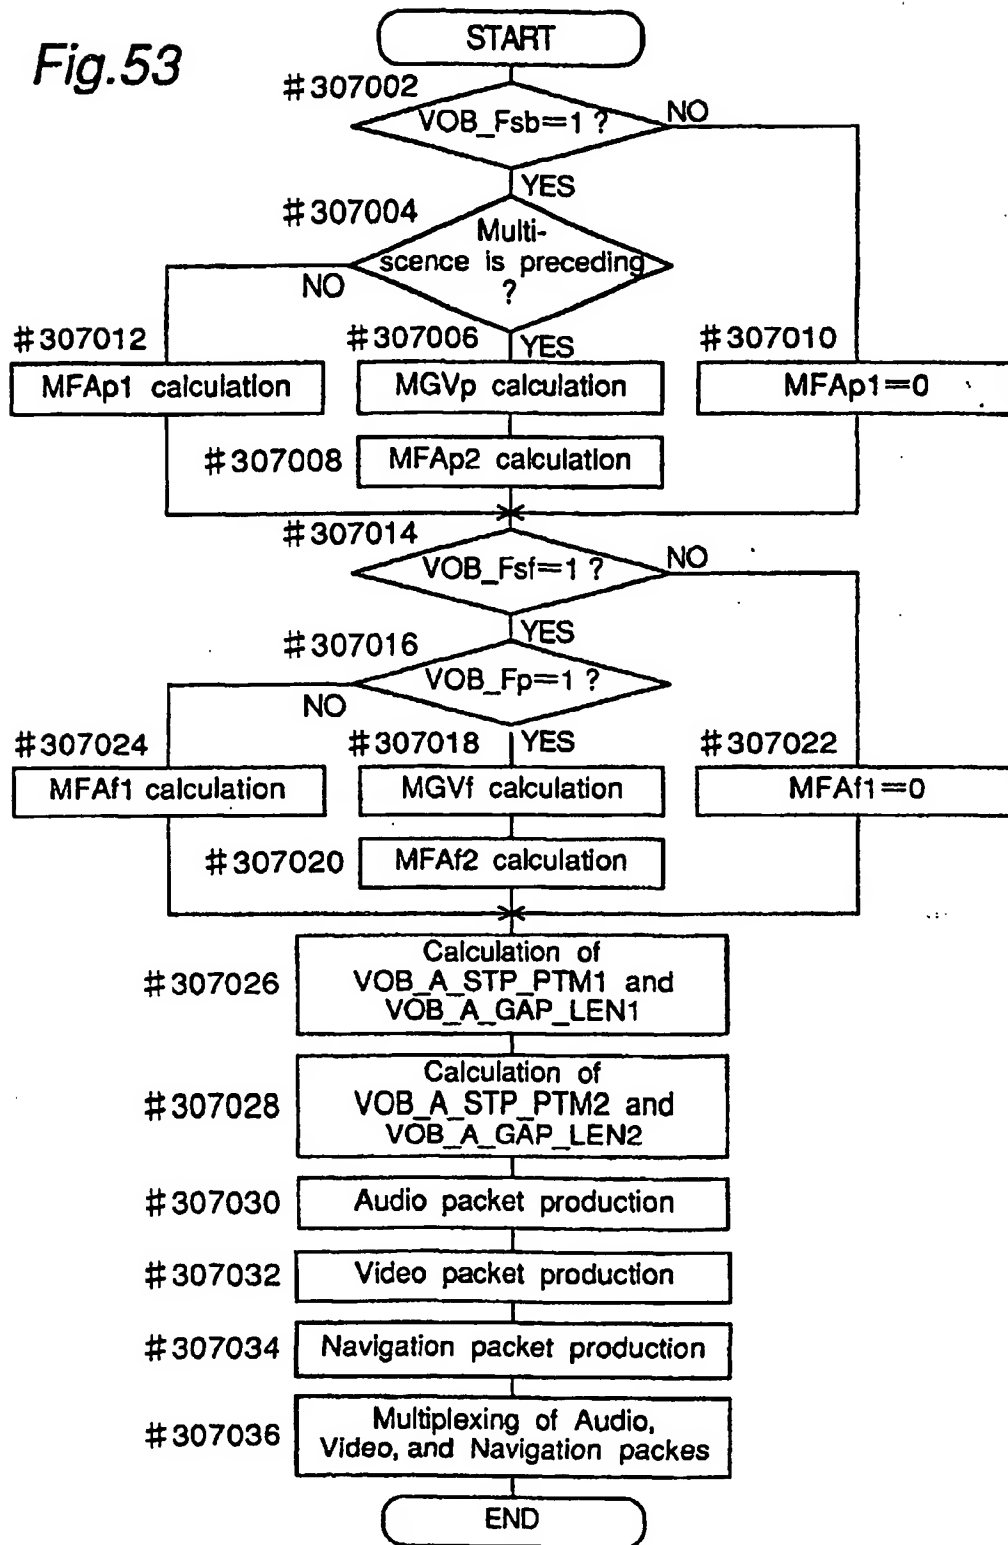 Fig.53
START
#307002
VOB_Fsb=1 ?
NO
YES
#307004
Multi-
scence is preceding
?
NO
YES
#307012
#307006
#307010
MFAp1 calculation
MGVp calculation
MFAp1=0
#307008
MFAp2 calculation
#307014
VOB_Fsf=1 ?
NO
YES
#307016
VOB_Fp=1 ?
NO
YES
#307024
#307018
#307022
MFAf1 calculation
MGVf calculation
MFAf1=0
#307020
MFAf2 calculation
#307026
Calculation of
VOB_A_STP_PTM1 and
VOB_A_GAP_LEN1
#307028
Calculation of
VOB_A_STP_PTM2 and
VOB_A_GAP_LEN2
#307030
Audio packet production
#307032
Video packet production
#307034
Navigation packet production
#307036
Multiplexing of Audio,
Video, and Navigation packes
END